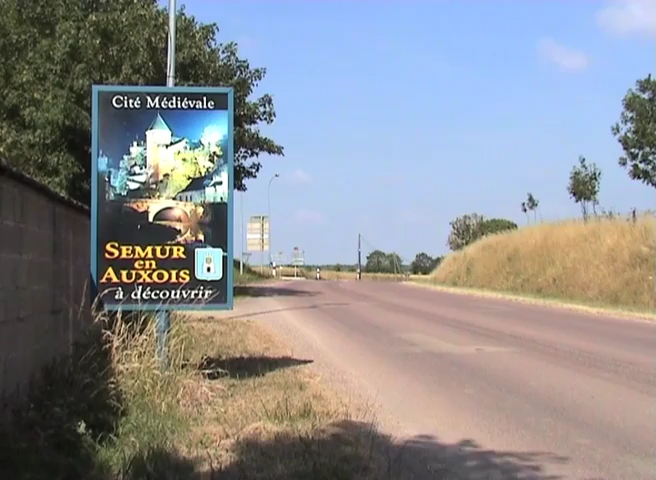 Cité Médiévale
SEMUR
en
AUXOIS
à découvrir